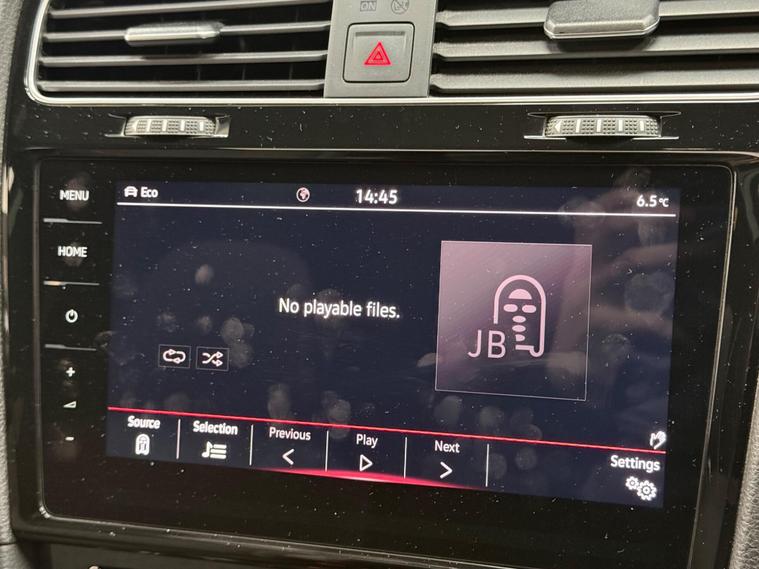 ON
MENU
Eco
14:45
6.5°C
HOME
No playable files.
JB
Source
Selection
Previous
Play
Next
Settings